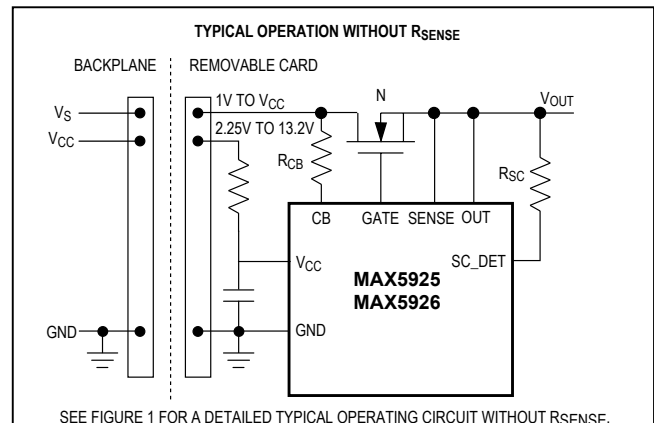 TYPICAL OPERATION WITHOUT RSENSE
BACKPLANE
REMOVABLE CARD
1V TO VCC
N
VOUT
VS
2.25V TO 13.2V
VCC
RCB
RSC
CB
GATE
SENSE
OUT
VCC
SC_DET
MAX5925
MAX5926
GND
GND
SEE FIGURE 1 FOR A DETAILED TYPICAL OPERATING CIRCUIT WITHOUT RSENSE.